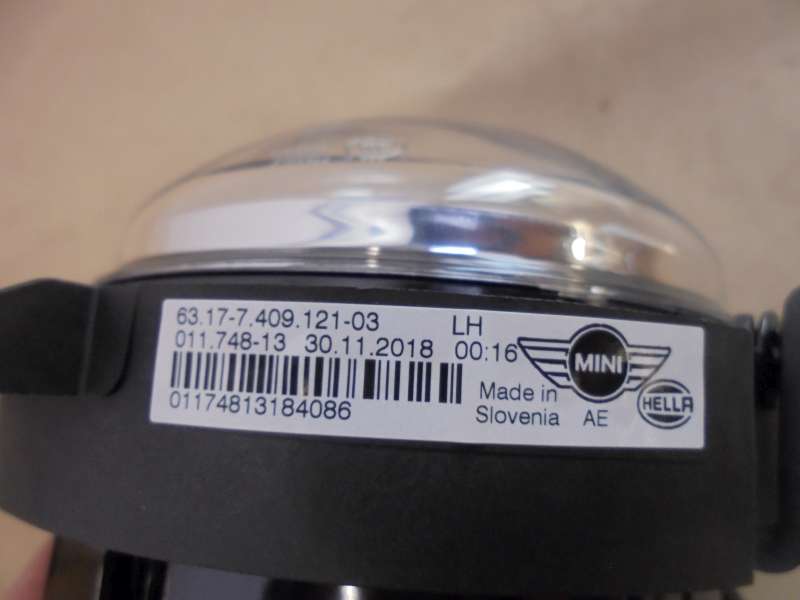 63.17-7.409.121-03 LH
011.748-13 30.11.2018 00:16
MINI
Made in
Slovenia AE
HELLA
01174813184086